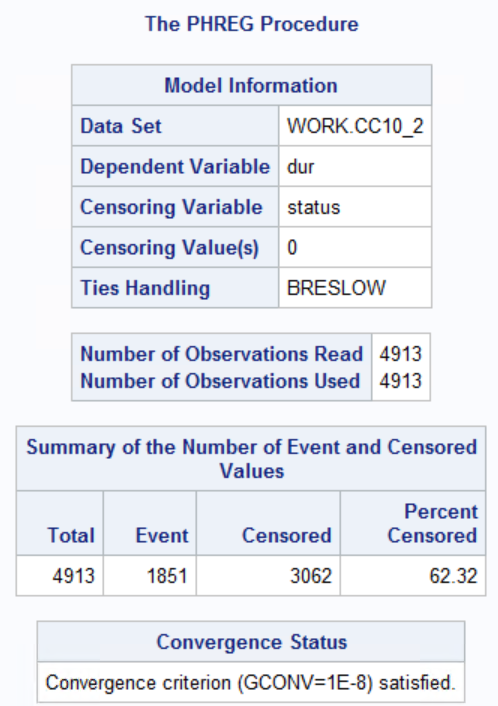 The PHREG Procedure
Model Information
Data Set WORK.CC10_2
Dependent Variable dur
Censoring Variable status
Censoring Value(s) 0
Ties Handling BRESLOW
Number of Observations Read 4913
Number of Observations Used 4913
Summary of the Number of Event and Censored
Values
Total Event Censored Percent
Censored
4913 1851 3062 62.32
Convergence Status
Convergence criterion (GCONV=1E-8) satisfied.